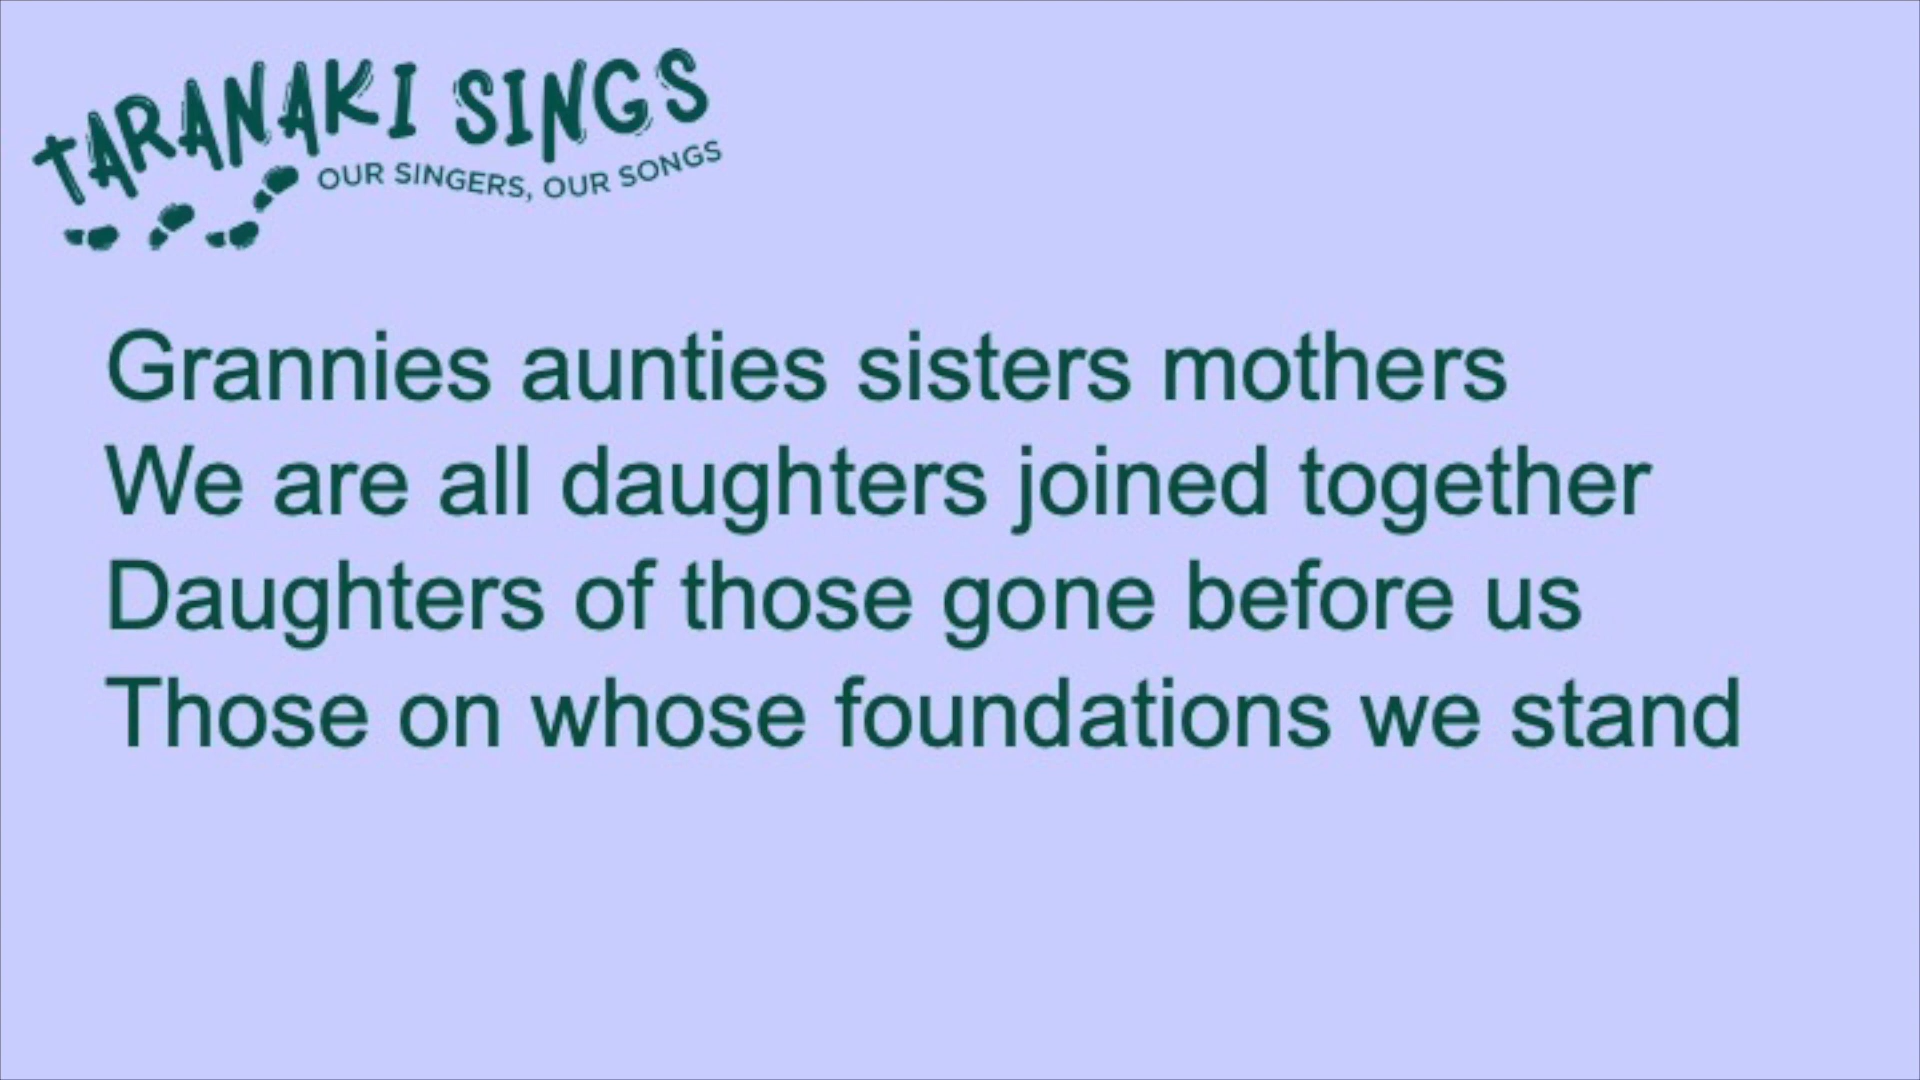 TARANAKI SINGS
OUR SINGERS, OUR SONGS
Grannies aunties sisters mothers
We are all daughters joined together
Daughters of those gone before us
Those on whose foundations we stand